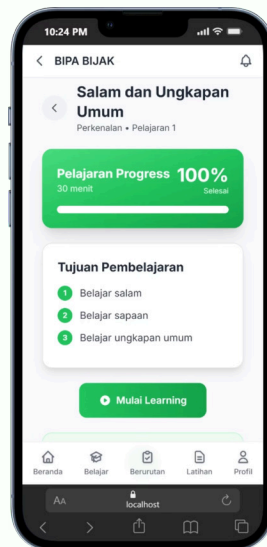 10:24 PM
BIPA BIJAK
Salam dan Ungkapan
Umum
Perkenalan • Pelajaran 1
Pelajaran Progress 100%
30 menit Selesai
Tujuan Pembelajaran
1 Belajar salam
2 Belajar sapaan
3 Belajar ungkapan umum
Mulai Learning
Beranda Belajar Berurutan Latihan Profil
AA
localhost